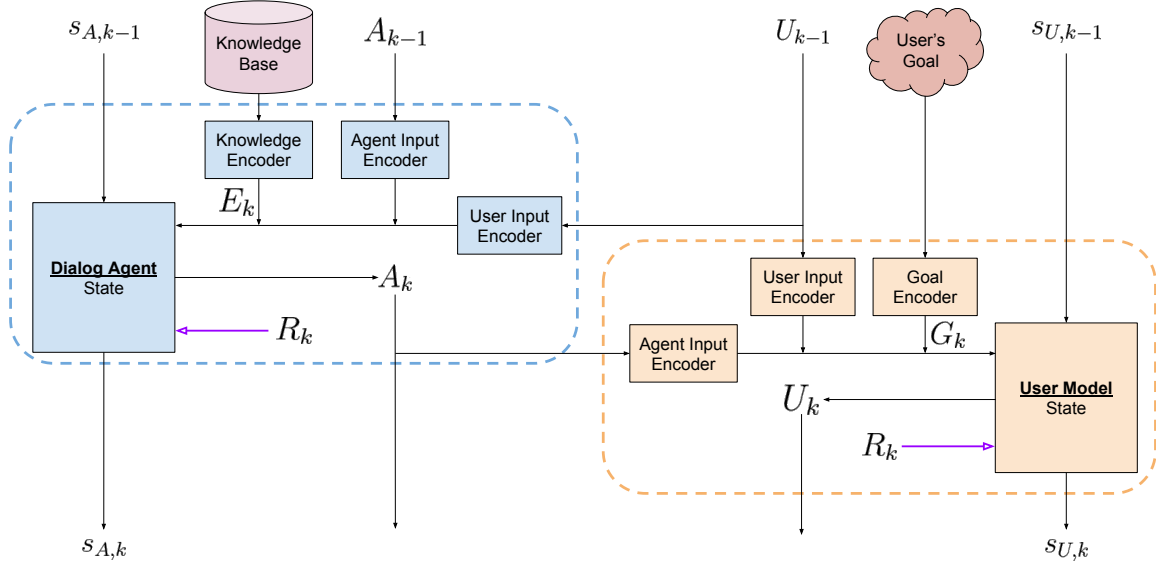 s_{A,k-1}
Knowledge
Base
A_{k-1}
U_{k-1}
User's
Goal
s_{U,k-1}
Knowledge
Encoder
Agent Input
Encoder
E_k
User Input
Encoder
Dialog Agent
State
A_k
R_k
User Input
Encoder
Goal
Encoder
G_k
Agent Input
Encoder
User Model
State
U_k
R_k
s_{A,k}
s_{U,k}